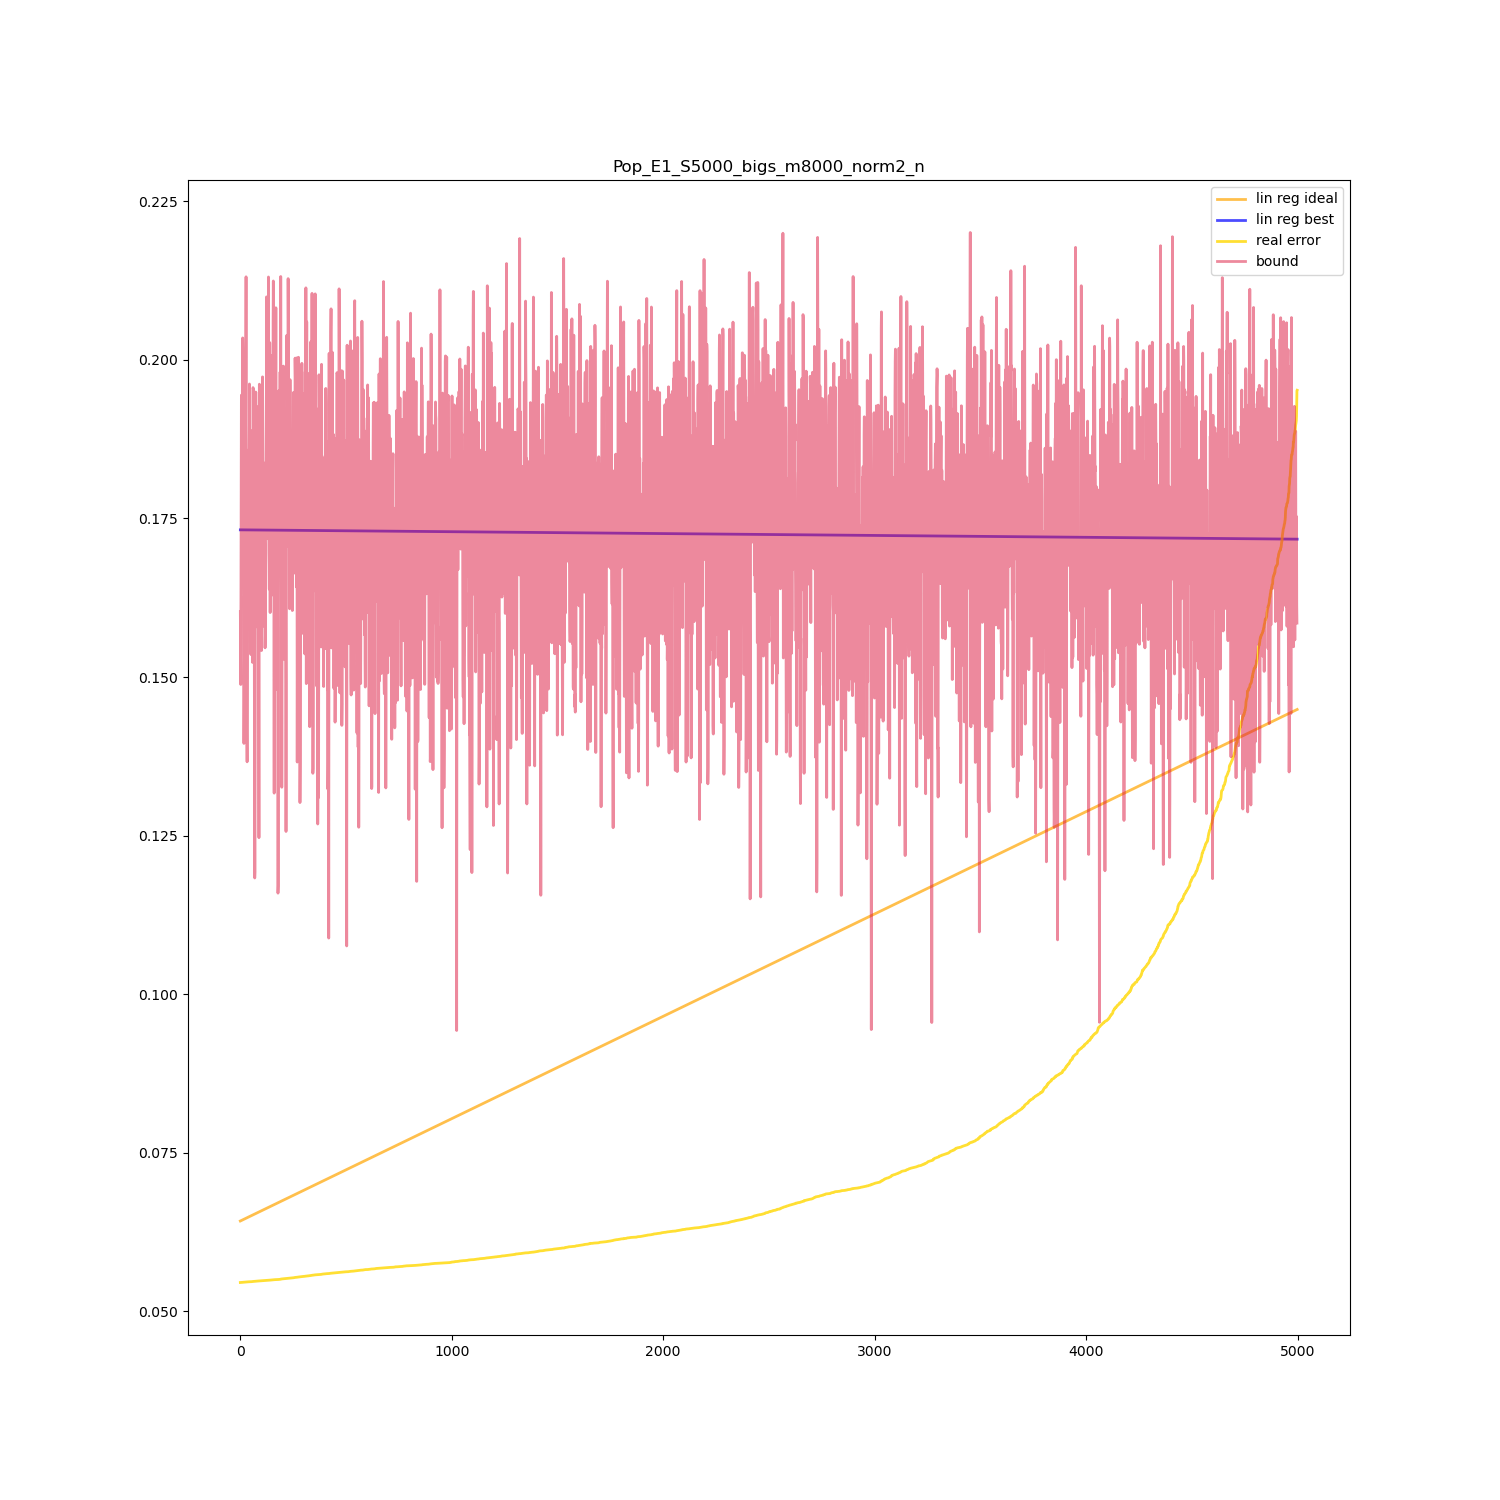 Pop_E1_S5000_bigs_m8000_norm2_n
0.225
0.200
0.175
0.150
0.125
0.100
0.075
0.050
0
1000
2000
3000
4000
5000
lin reg ideal
lin reg best
real error
bound